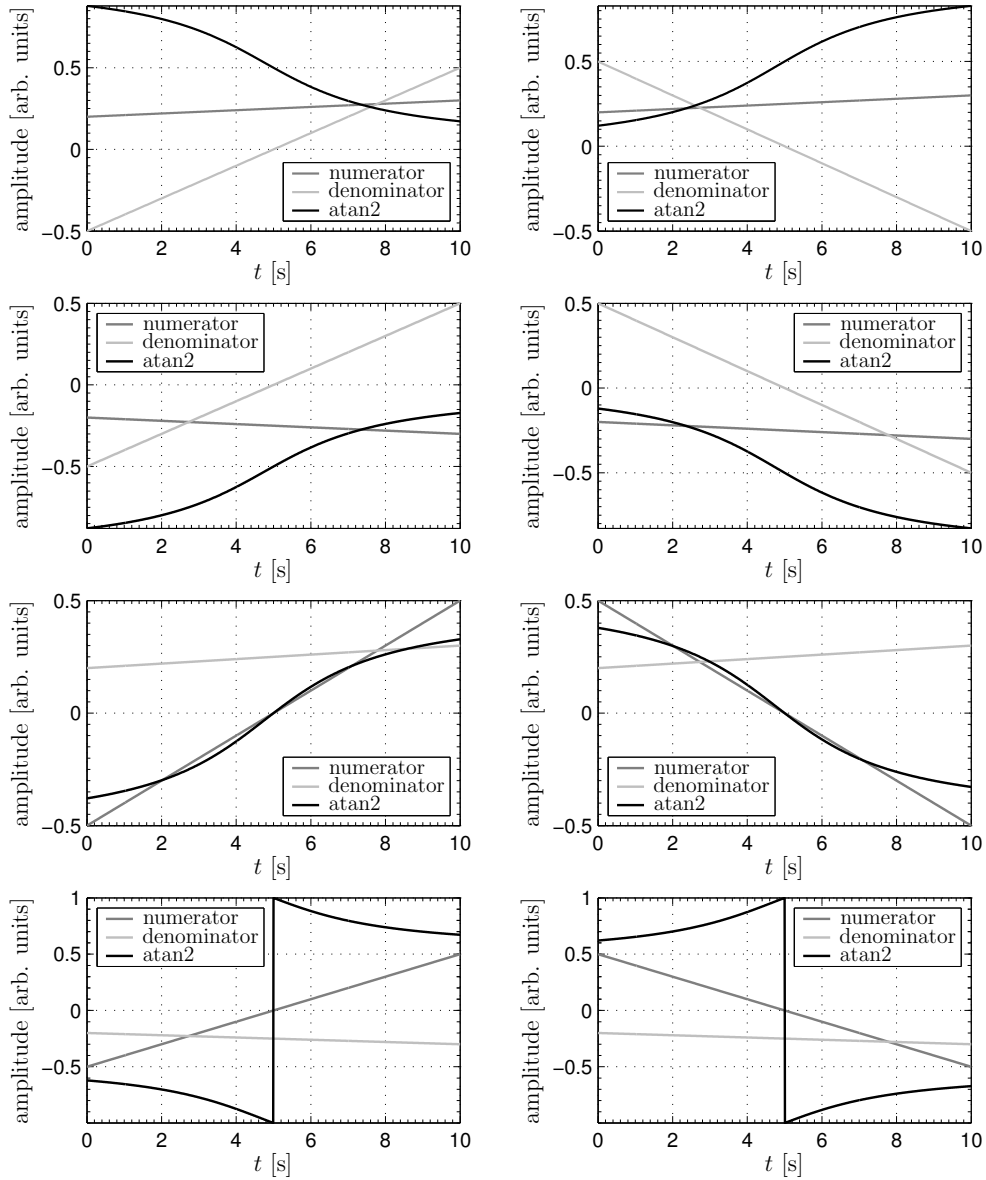 amplitude [arb. units]
0.5
0
−0.5
numerator
denominator
atan2
0 2 4 6 8 10
t [s]
amplitude [arb. units]
0.5
0
−0.5
numerator
denominator
atan2
0 2 4 6 8 10
t [s]
amplitude [arb. units]
0.5
0
−0.5
numerator
denominator
atan2
0 2 4 6 8 10
t [s]
amplitude [arb. units]
0.5
0
−0.5
numerator
denominator
atan2
0 2 4 6 8 10
t [s]
amplitude [arb. units]
0.5
0
−0.5
numerator
denominator
atan2
0 2 4 6 8 10
t [s]
amplitude [arb. units]
0.5
0
−0.5
numerator
denominator
atan2
0 2 4 6 8 10
t [s]
amplitude [arb. units]
1
0.5
0
−0.5
numerator
denominator
atan2
0 2 4 6 8 10
t [s]
amplitude [arb. units]
1
0.5
0
−0.5
numerator
denominator
atan2
0 2 4 6 8 10
t [s]